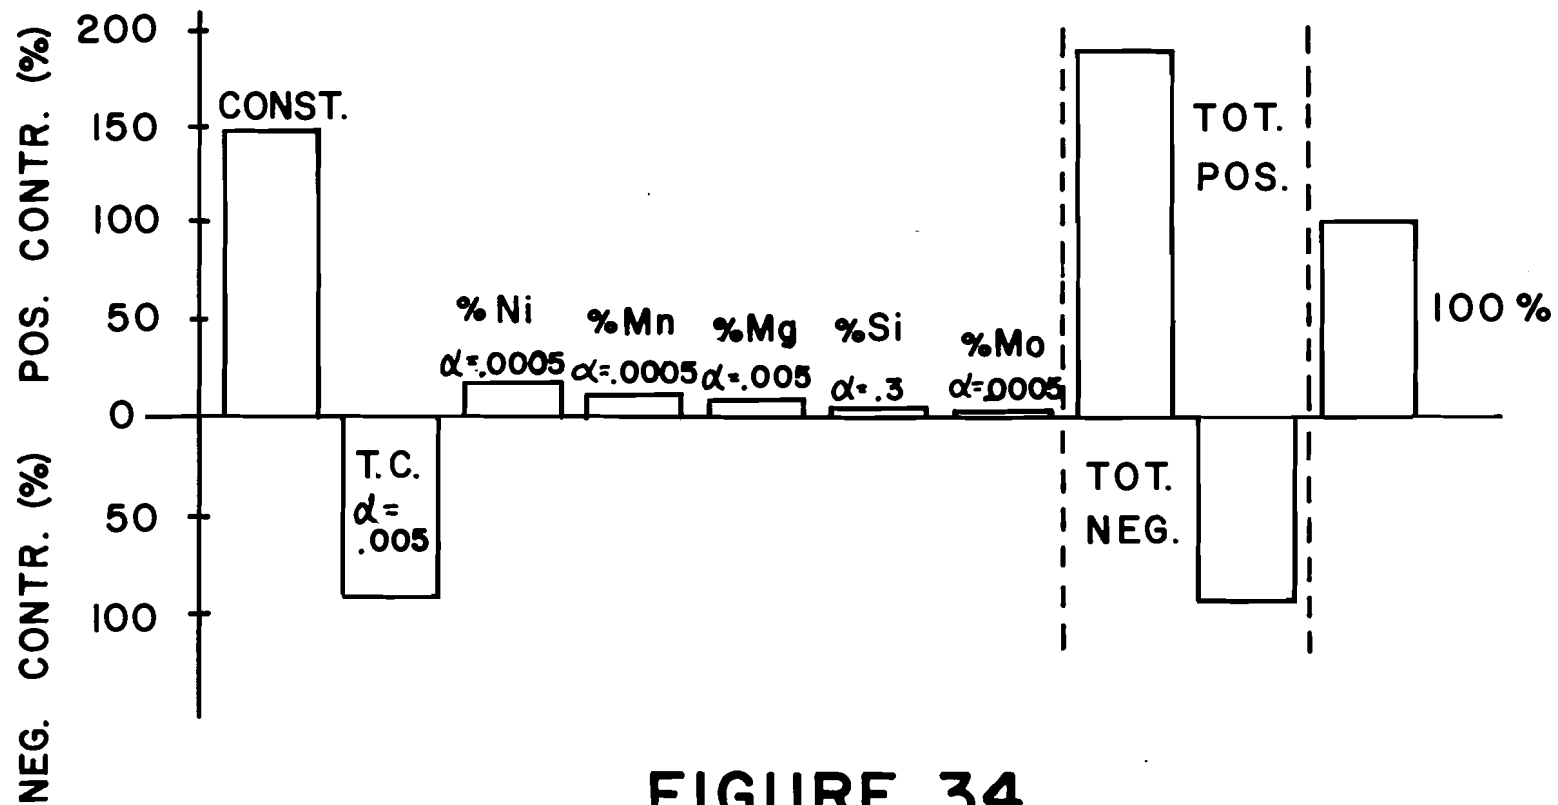 POS. CONTR. (%)
NEG. CONTR. (%)
200
150
100
50
0
50
100
CONST.
T.C.
α=
.005
%Ni
α=.0005
%Mn
α=.0005
%Mg
α=.005
%Si
α=.3
%Mo
α=.0005
TOT.
NEG.
TOT.
POS.
100%
FIGURE 34